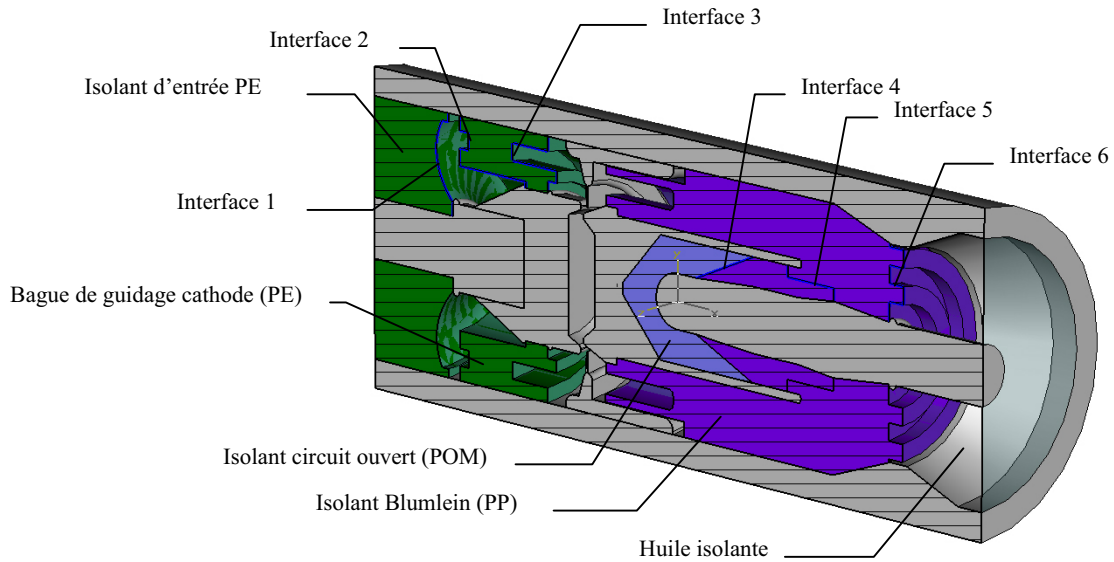 Interface 3
Interface 2
Isolant d'entrée PE
Interface 4
Interface 5
Interface 6
Interface 1
Bague de guidage cathode (PE)
Isolant circuit ouvert (POM)
Isolant Blumlein (PP)
Huile isolante